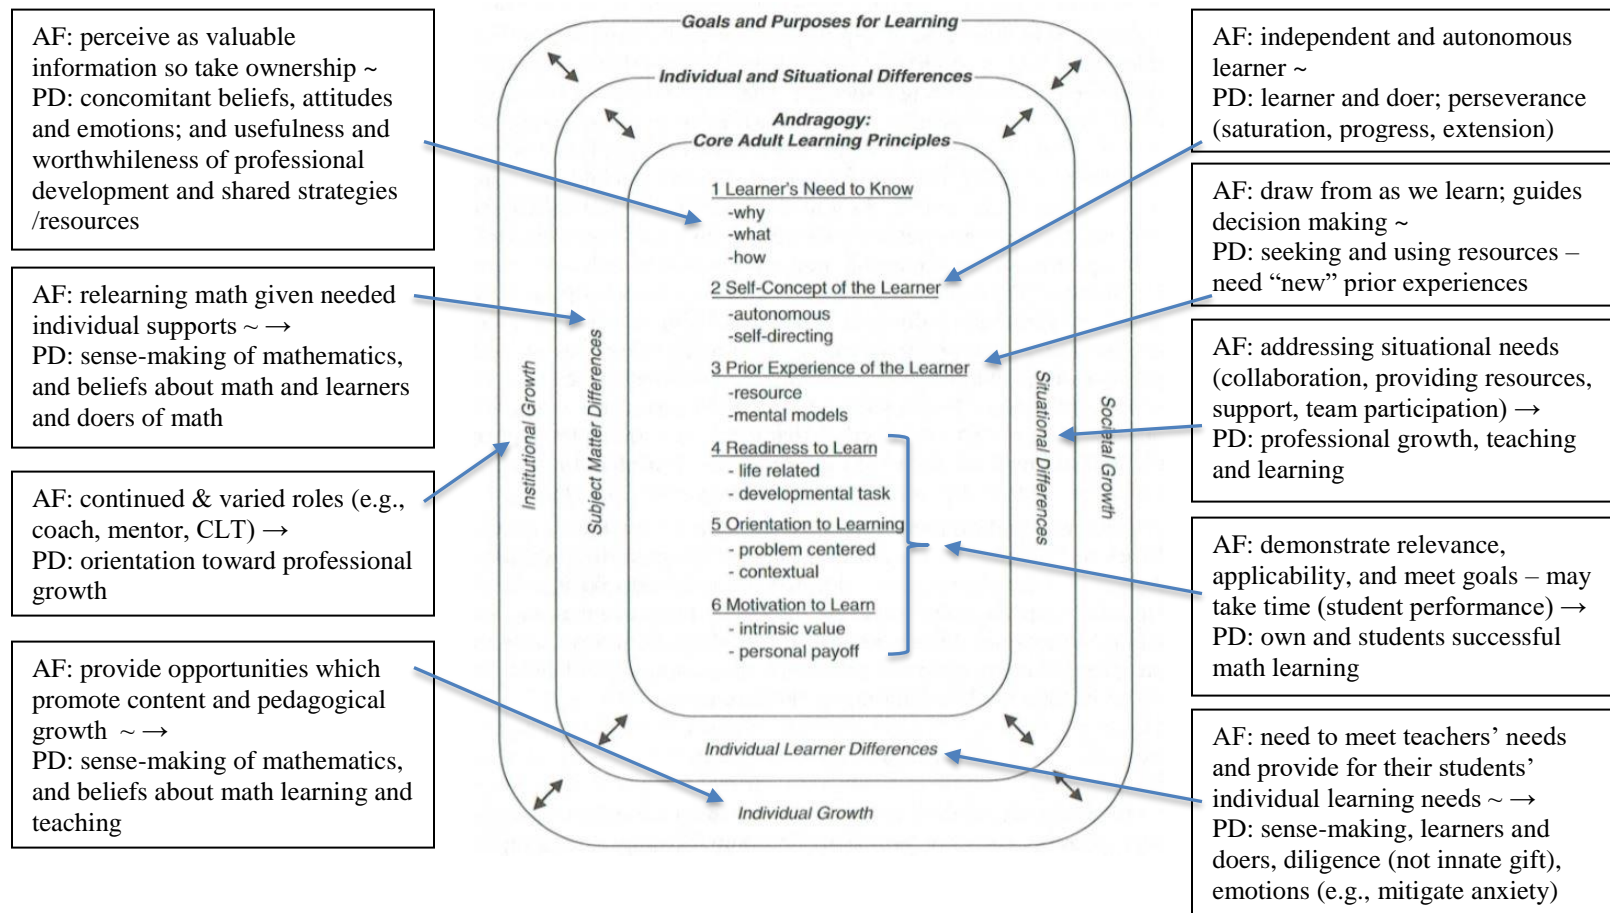 AF: perceive as valuable
information so take ownership ~
PD: concomitant beliefs, attitudes
and emotions; and usefulness and
worthwhileness of professional
development and shared strategies
/resources
AF: relearning math given needed
individual supports ~ →
PD: sense-making of mathematics,
and beliefs about math and learners
and doers of math
AF: continued & varied roles (e.g.,
coach, mentor, CLT) →
PD: orientation toward professional
growth
AF: provide opportunities which
promote content and pedagogical
growth ~ →
PD: sense-making of mathematics,
and beliefs about math learning and
teaching
Goals and Purposes for Learning
Individual and Situational Differences
Andragogy:
Core Adult Learning Principles
1 Learner's Need to Know
-why
-what
-how
2 Self-Concept of the Learner
-autonomous
-self-directing
3 Prior Experience of the Learner
-resource
-mental models
4 Readiness to Learn
- life related
- developmental task
5 Orientation to Learning
- problem centered
- contextual
6 Motivation to Learn
- intrinsic value
- personal payoff
Institutional Growth
Subject Matter Differences
Situational Differences
Societal Growth
Individual Learner Differences
Individual Growth
AF: independent and autonomous
learner ~
PD: learner and doer; perseverance
(saturation, progress, extension)
AF: draw from as we learn; guides
decision making ~
PD: seeking and using resources –
need “new” prior experiences
AF: addressing situational needs
(collaboration, providing resources,
support, team participation) →
PD: professional growth, teaching
and learning
AF: demonstrate relevance,
applicability, and meet goals – may
take time (student performance) →
PD: own and students successful
math learning
AF: need to meet teachers’ needs
and provide for their students’
individual learning needs ~ →
PD: sense-making, learners and
doers, diligence (not innate gift),
emotions (e.g., mitigate anxiety)